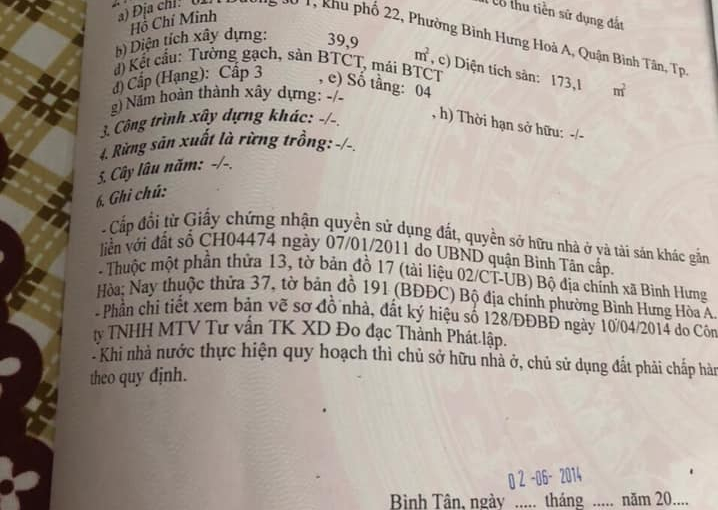 có thu tiền sử dụng đất
a) Địa chỉ: số 1, Khu phố 22, Phường Bình Hưng Hoà A, Quận Bình Tân, Tp.
Hồ Chí Minh
b) Diện tích xây dựng: 39,9 m², c) Diện tích sàn: 173,1 m²
d) Kết cấu: Tường gạch, sàn BTCT, mái BTCT
đ) Cấp (Hạng): Cấp 3 , e) Số tầng: 04
g) Năm hoàn thành xây dựng: -/- , h) Thời hạn sở hữu: -/-
3. Công trình xây dựng khác: -/-.
4. Rừng sản xuất là rừng trồng: -/-.
5. Cây lâu năm: -/-.
6. Ghi chú:
- Cấp đổi từ Giấy chứng nhận quyền sử dụng đất, quyền sở hữu nhà ở và tài sản khác gắn
liền với đất số CH04474 ngày 07/01/2011 do UBND quận Bình Tân cấp.
- Thuộc một phần thửa 13, tờ bản đồ 17 (tài liệu 02/CT-UB) Bộ địa chính xã Bình Hưng
Hòa; Nay thuộc thửa 37, tờ bản đồ 191 (BĐĐC) Bộ địa chính phường Bình Hưng Hòa A.
- Phần chi tiết xem bản vẽ sơ đồ nhà, đất ký hiệu số 128/ĐĐBĐ ngày 10/04/2014 do Côn
ty TNHH MTV Tư vấn TK XD Đo đạc Thành Phát lập.
- Khi nhà nước thực hiện quy hoạch thì chủ sở hữu nhà ở, chủ sử dụng đất phải chấp hàn
theo quy định.
02-06-2014
Bình Tân, ngày ..... tháng ..... năm 20....